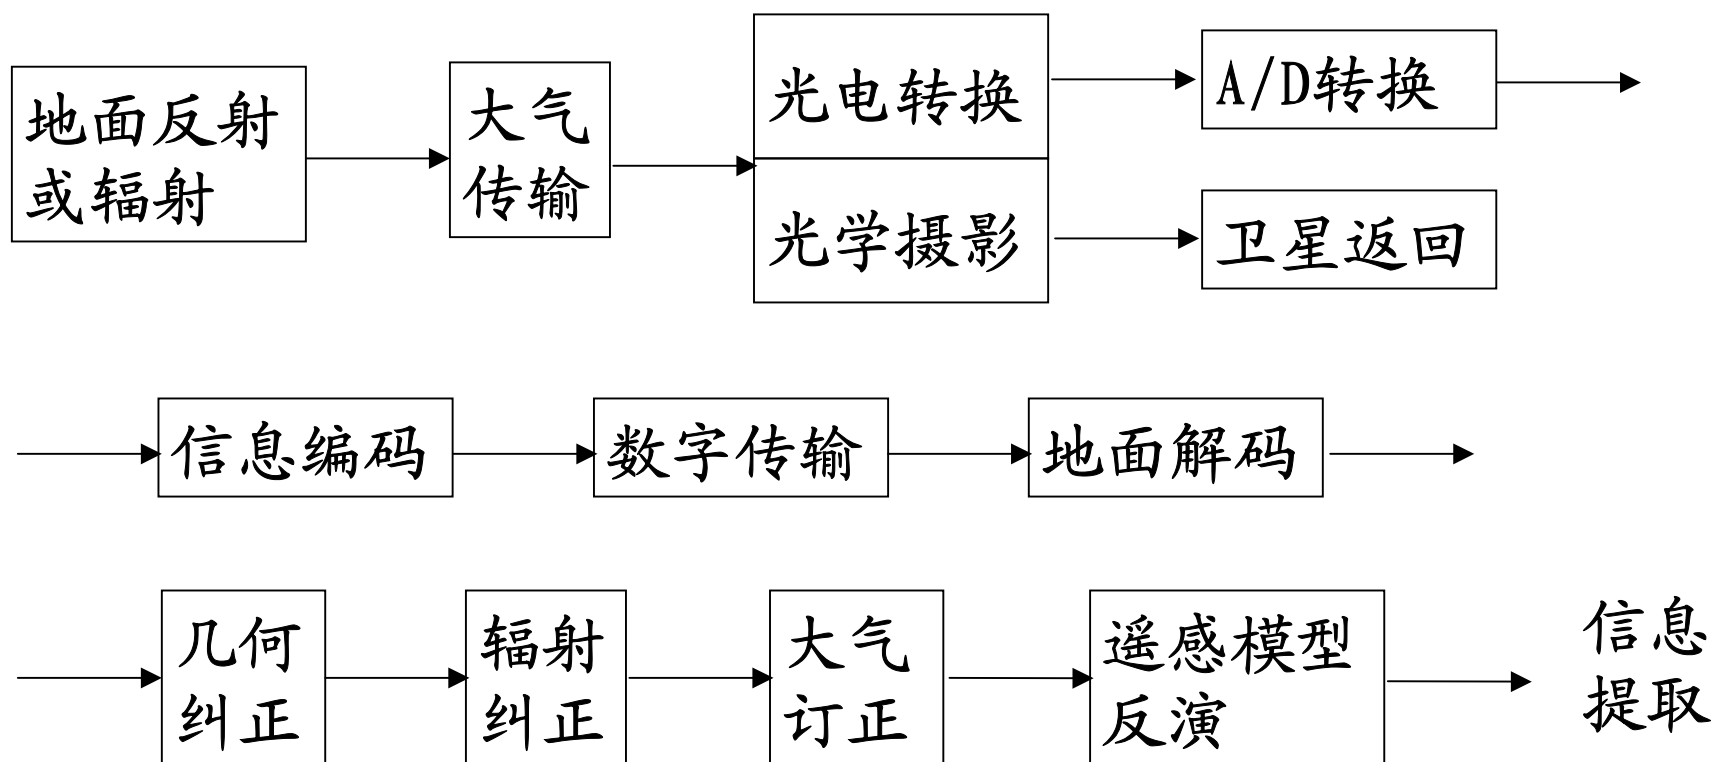 地面反射
或辐射
大气
传输
光电转换
光学摄影
A/D转换
卫星返回
信息编码
数字传输
地面解码
几何
纠正
辐射
纠正
大气
订正
遥感模型
反演
信息
提取